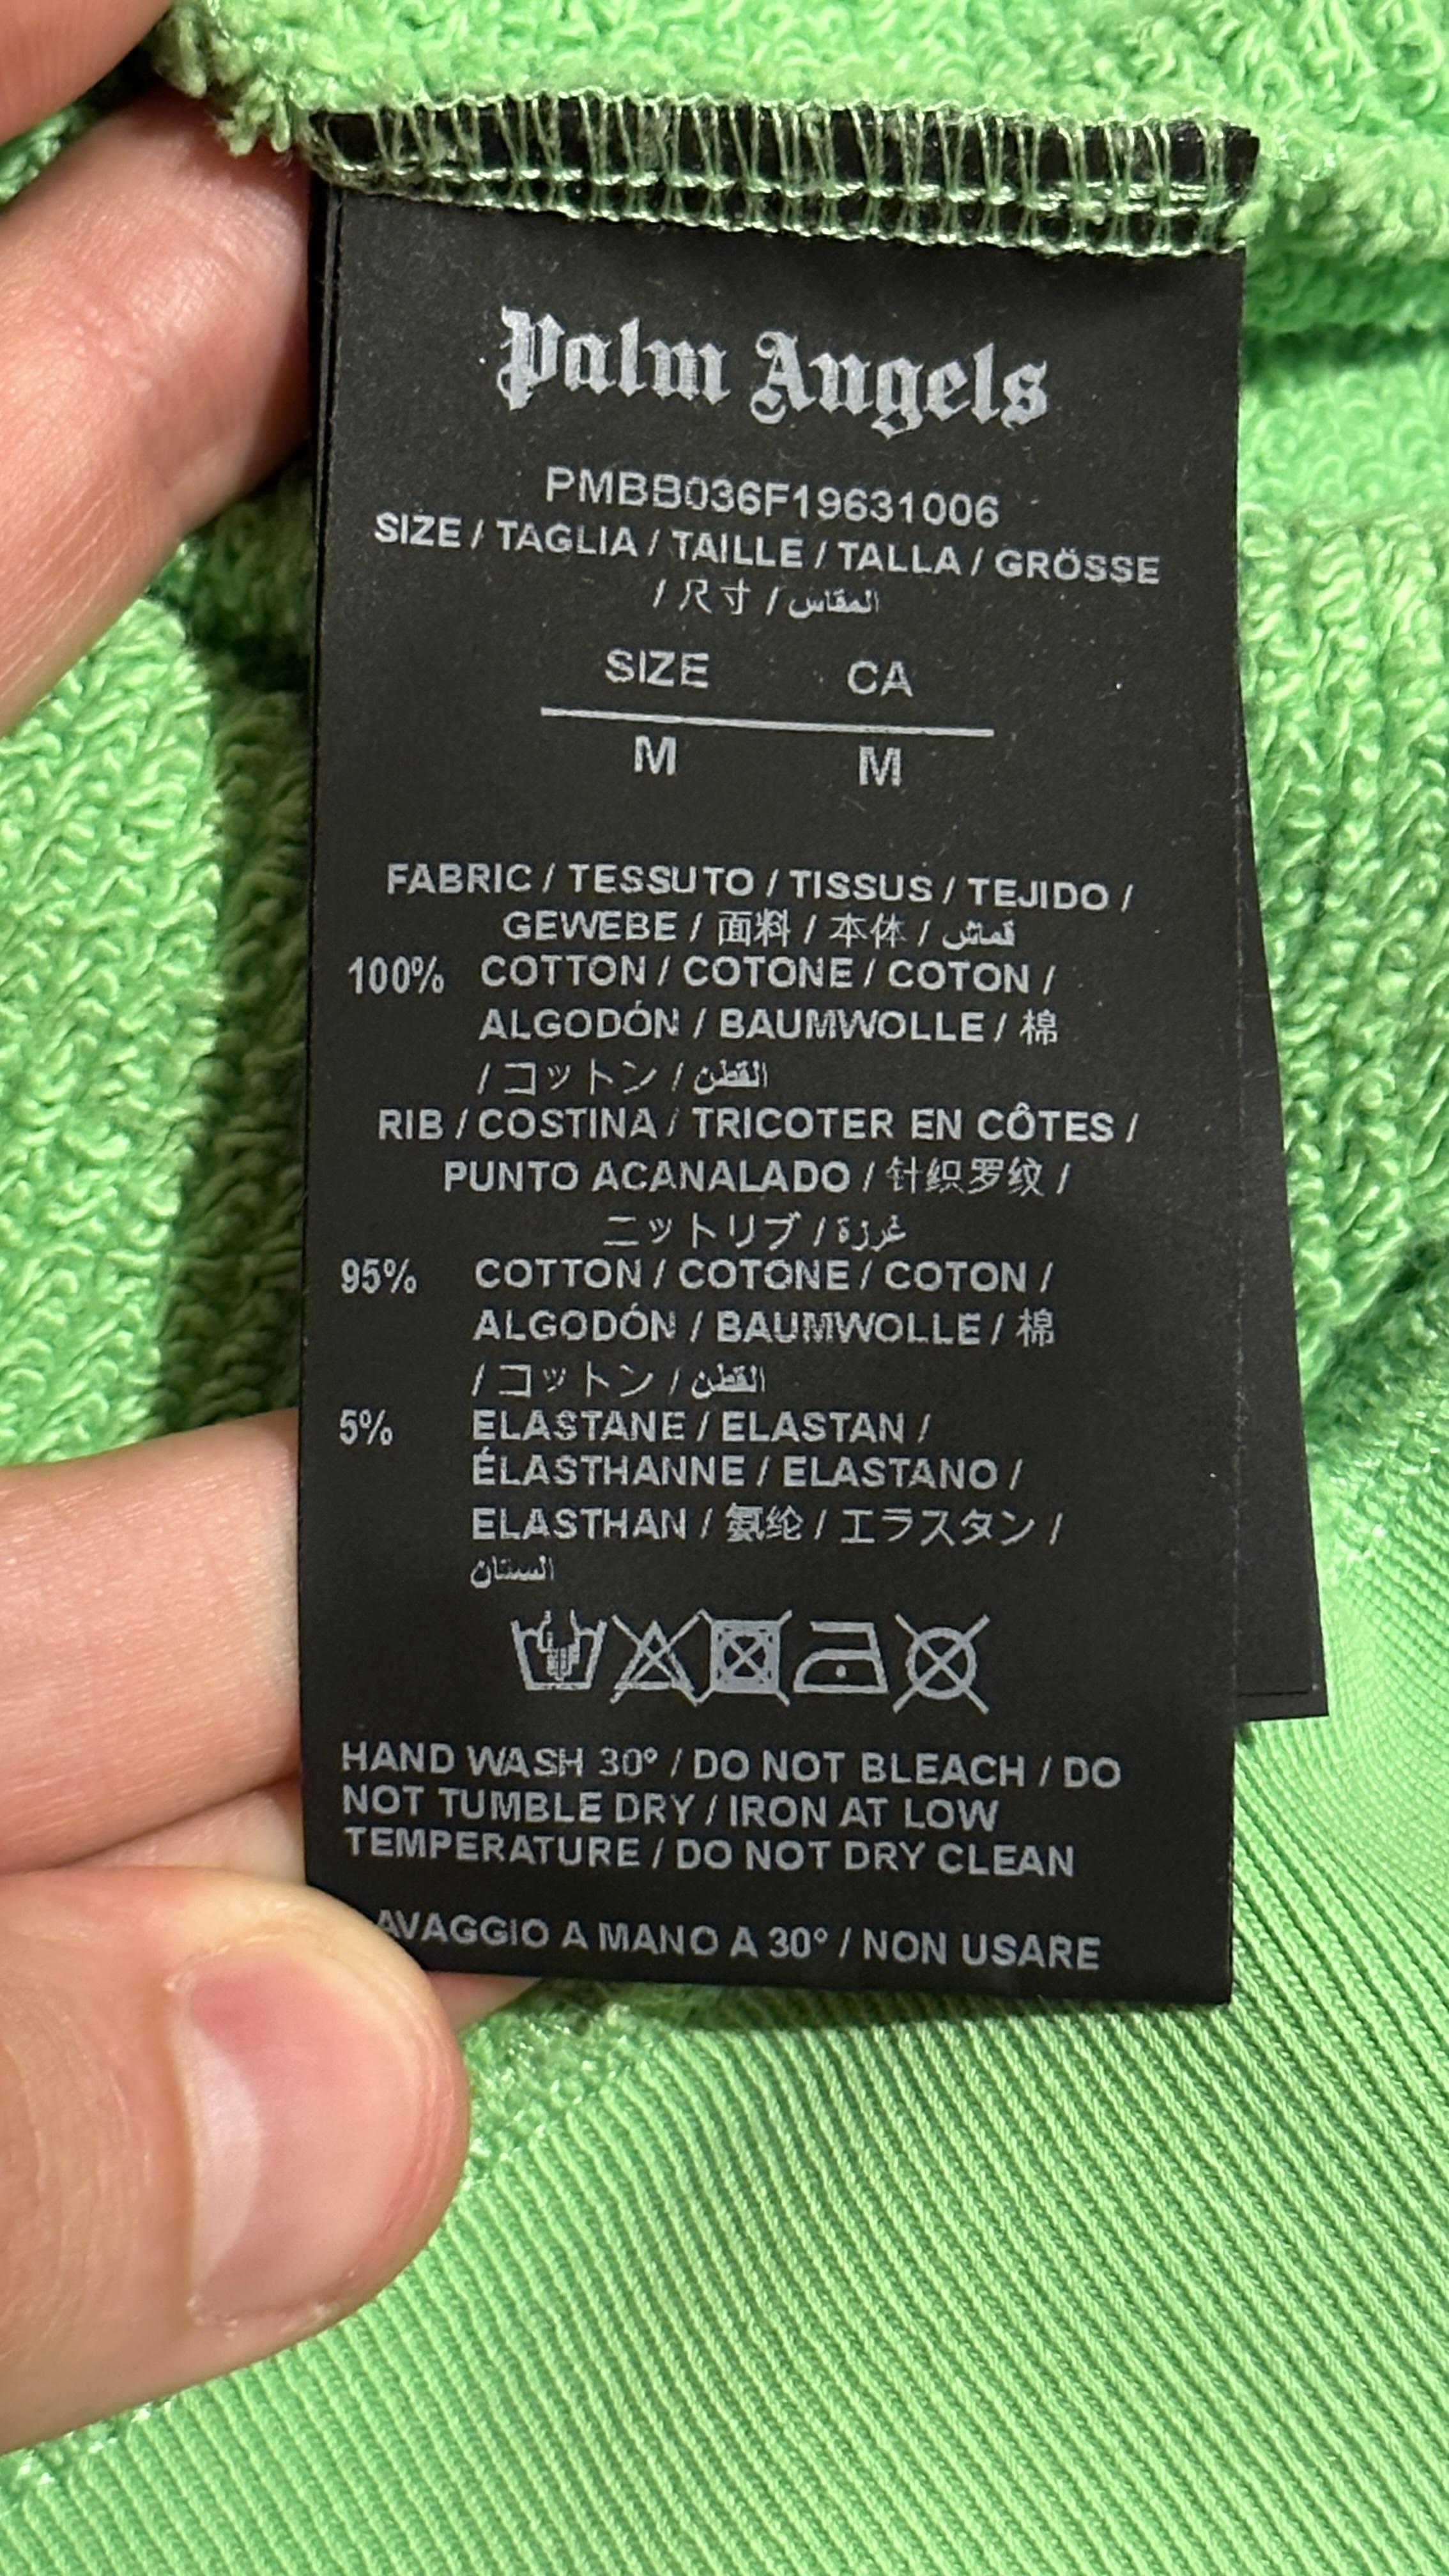 Palm Angels
PMBB036F19631006
SIZE / TAGLIA / TAILLE / TALLA / GRÖSSE
/ 尺寸 / المقاس
SIZE CA
M M
FABRIC / TESSUTO / TISSUS / TEJIDO /
GEWEBE / 面料 / 本体 / قماش
100% COTTON / COTONE / COTON /
ALGODÓN / BAUMWOLLE / 棉
/ コットン / القطن
RIB / COSTINA / TRICOTER EN CÔTES /
PUNTO ACANALADO / 针织罗纹 /
ニットリブ / غرزة
95% COTTON / COTONE / COTON /
ALGODÓN / BAUMWOLLE / 棉
/ コットン / القطن
5% ELASTANE / ELASTAN /
ÉLASTHANNE / ELASTANO /
ELASTHAN / 氨纶 / エラスタン /
الستان
HAND WASH 30° / DO NOT BLEACH / DO
NOT TUMBLE DRY / IRON AT LOW
TEMPERATURE / DO NOT DRY CLEAN
AVAGGIO A MANO A 30° / NON USARE